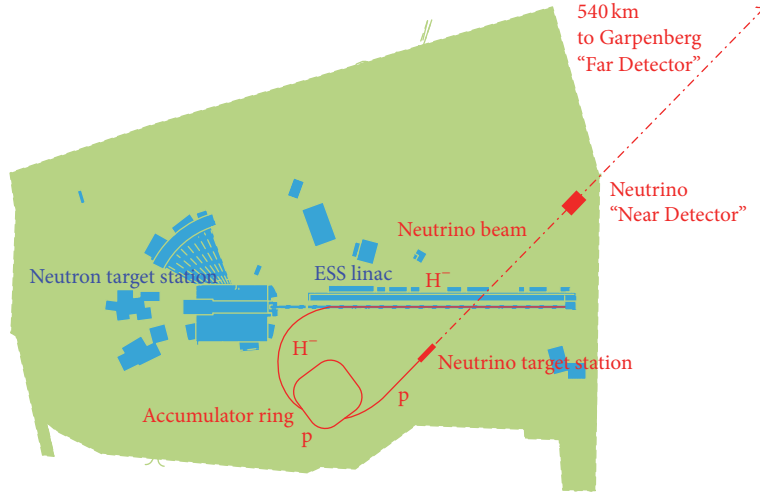 540 km
to Garpenberg
“Far Detector”
Neutrino
“Near Detector”
Neutrino beam
Neutron target station
ESS linac
H⁻
H⁻
Neutrino target station
Accumulator ring
p
p